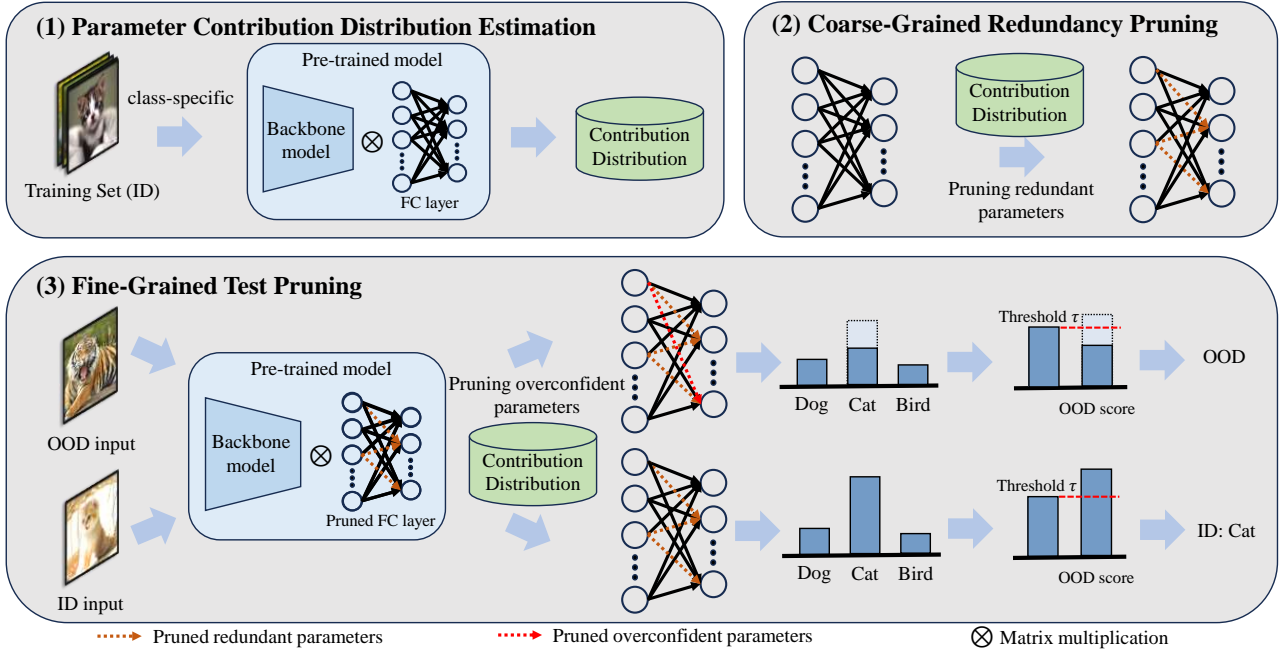 (1) Parameter Contribution Distribution Estimation
class-specific
Training Set (ID)
Pre-trained model
Backbone
model
FC layer
Contribution
Distribution
(2) Coarse-Grained Redundancy Pruning
Contribution
Distribution
Pruning redundant
parameters
(3) Fine-Grained Test Pruning
OOD input
ID input
Pre-trained model
Backbone
model
Pruned FC layer
Pruning overconfident
parameters
Contribution
Distribution
Dog Cat Bird
Threshold τ
OOD score
OOD
Dog Cat Bird
Threshold τ
OOD score
ID: Cat
Pruned redundant parameters
Pruned overconfident parameters
Matrix multiplication